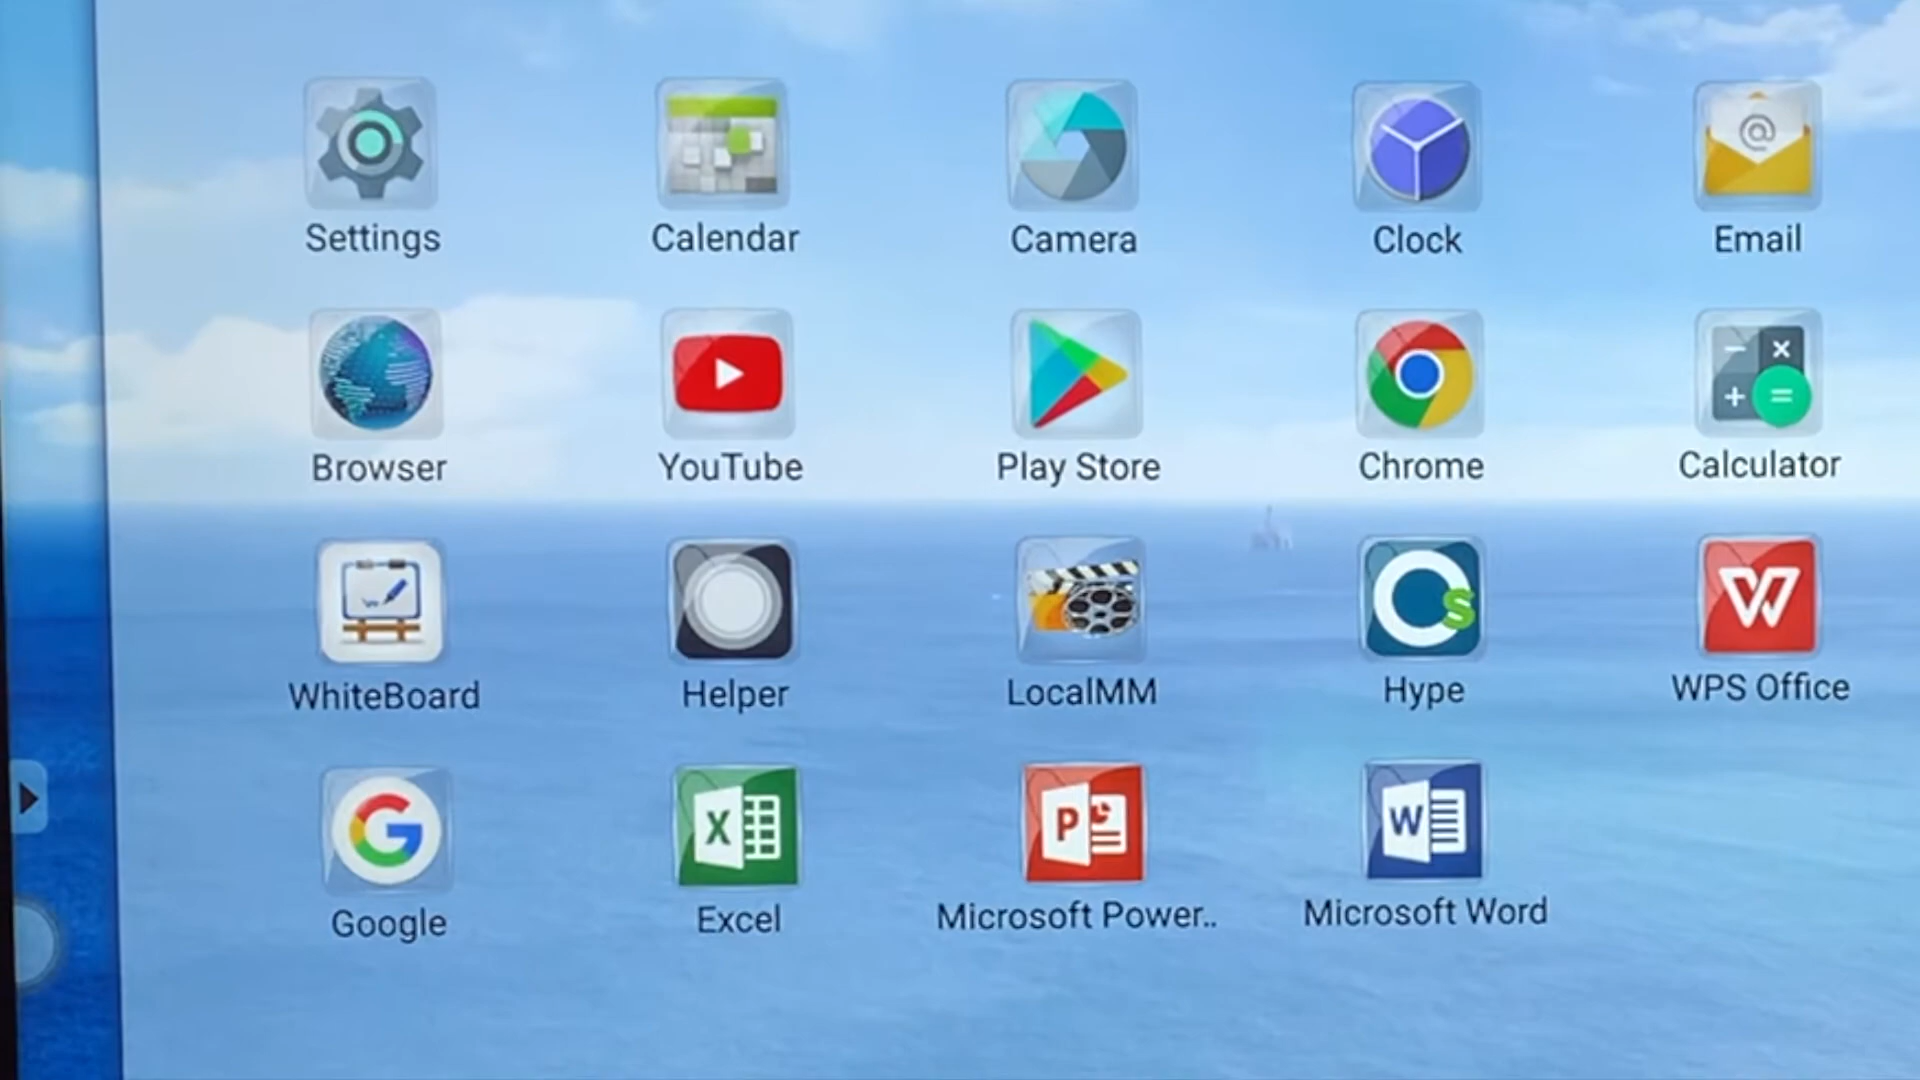 Settings
Calendar
Camera
Clock
Email
Browser
YouTube
Play Store
Chrome
Calculator
WhiteBoard
Helper
LocalMM
Hype
WPS Office
Google
Excel
Microsoft Power..
Microsoft Word